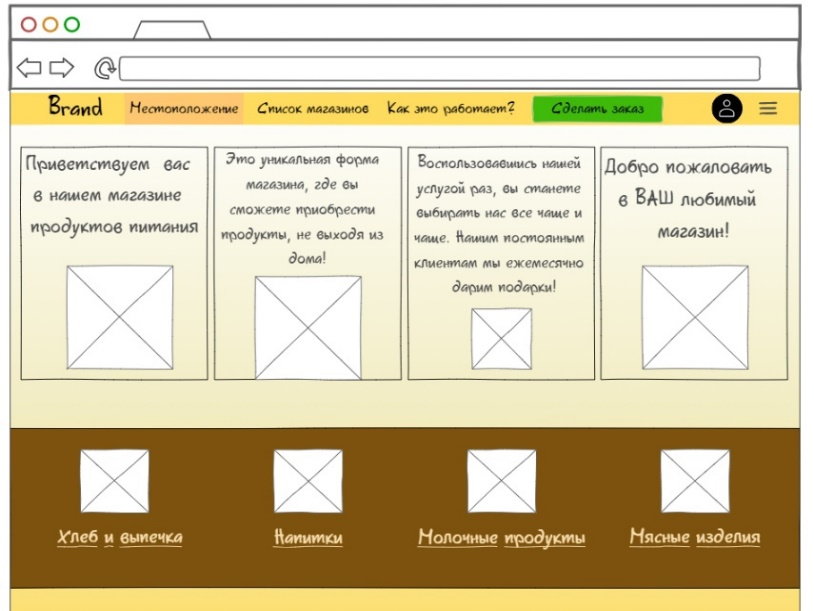 Brand Местоположение Список магазинов Как это работает? Сделать заказ
Приветствуем вас
в нашем магазине
продуктов питания
Это уникальная форма
магазина, где вы
сможете приобрести
продукты, не выходя из
дома!
Воспользовавшись нашей
услугой раз, вы станете
выбирать нас все чаще и
чаще. Нашим постоянным
клиентам мы ежемесячно
дарим подарки!
Добро пожаловать
в ВАШ любимый
магазин!
Хлеб и выпечка
Напитки
Молочные продукты
Мясные изделия